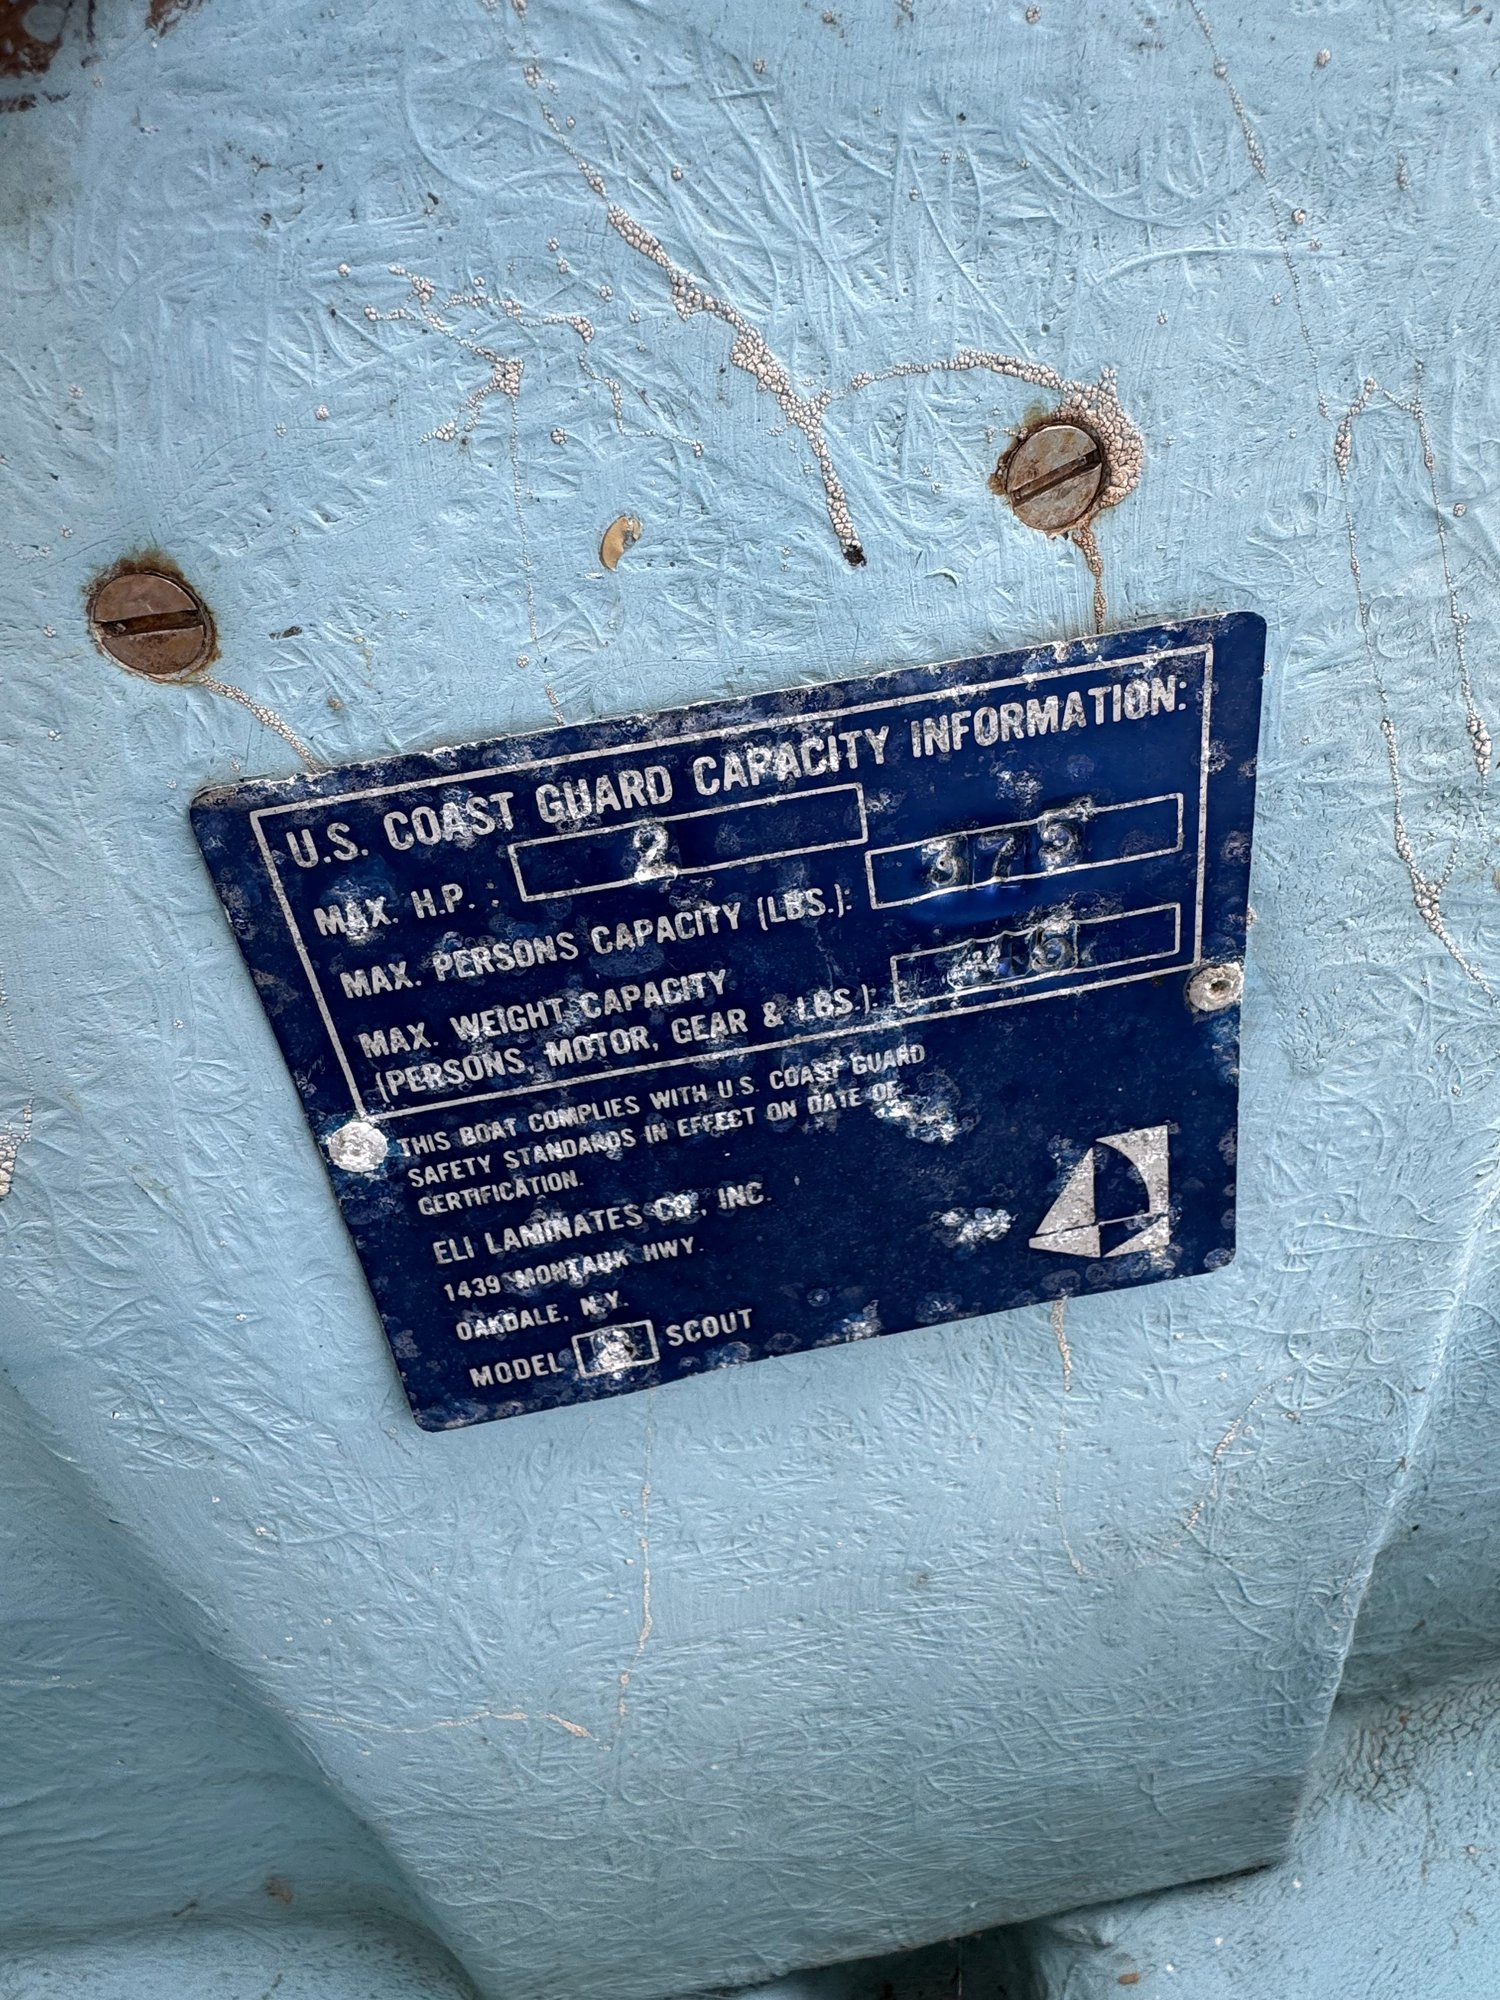 U.S. COAST GUARD CAPACITY INFORMATION:
MAX. H.P. : 2
MAX. PERSONS CAPACITY (LBS.): 375
MAX. WEIGHT CAPACITY
(PERSONS, MOTOR, GEAR & LBS.):
THIS BOAT COMPLIES WITH U.S. COAST GUARD
SAFETY STANDARDS IN EFFECT ON DATE OF
CERTIFICATION.
ELI LAMINATES CO., INC.
1439 MONTAUK HWY.
OAKDALE, N.Y.
MODEL SCOUT